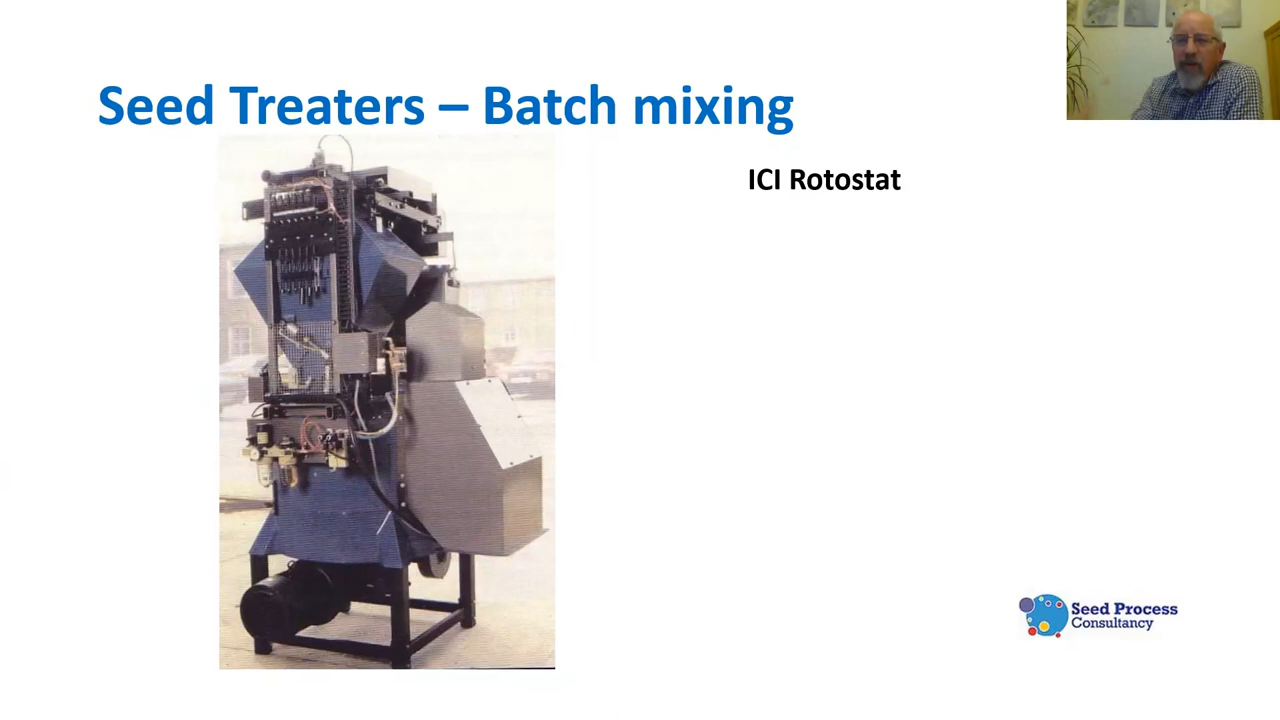 Seed Treaters – Batch mixing
ICI Rotostat
Seed Process
Consultancy